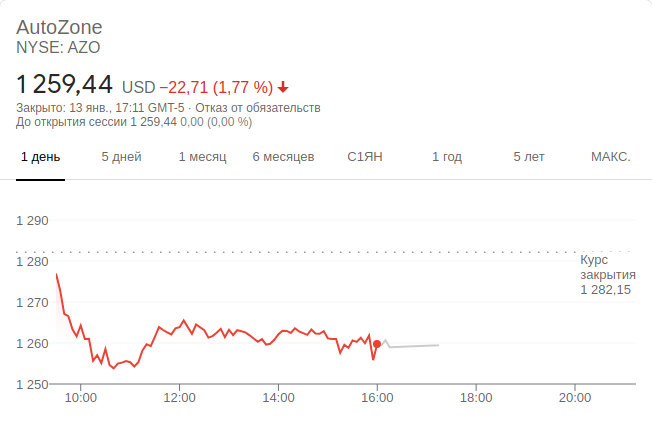 AutoZone
NYSE: AZO
1 259,44 USD −22,71 (1,77 %)
Закрыто: 13 янв., 17:11 GMT-5 · Отказ от обязательств
До открытия сессии 1 259,44 0,00 (0,00 %)
1 день 5 дней 1 месяц 6 месяцев С1ЯН 1 год 5 лет МАКС.
1 290
1 280
1 270
1 260
1 250
Курс
закрытия
1 282,15
10:00 12:00 14:00 16:00 18:00 20:00